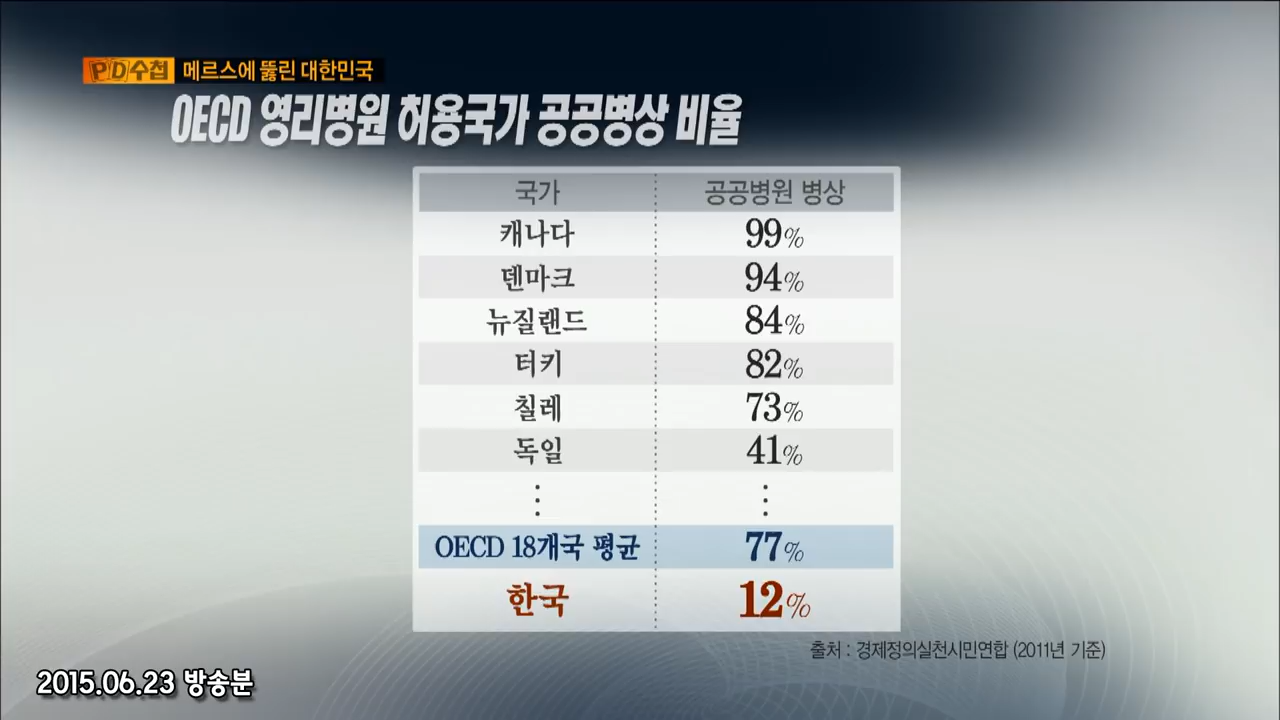 PD수첩 메르스에 뚫린 대한민국
OECD 영리병원 허용국가 공공병상 비율
국가 공공병원 병상
캐나다 99%
덴마크 94%
뉴질랜드 84%
터키 82%
칠레 73%
독일 41%
⋮ ⋮
OECD 18개국 평균 77%
한국 12%
출처 : 경제정의실천시민연합 (2011년 기준)
2015.06.23 방송분